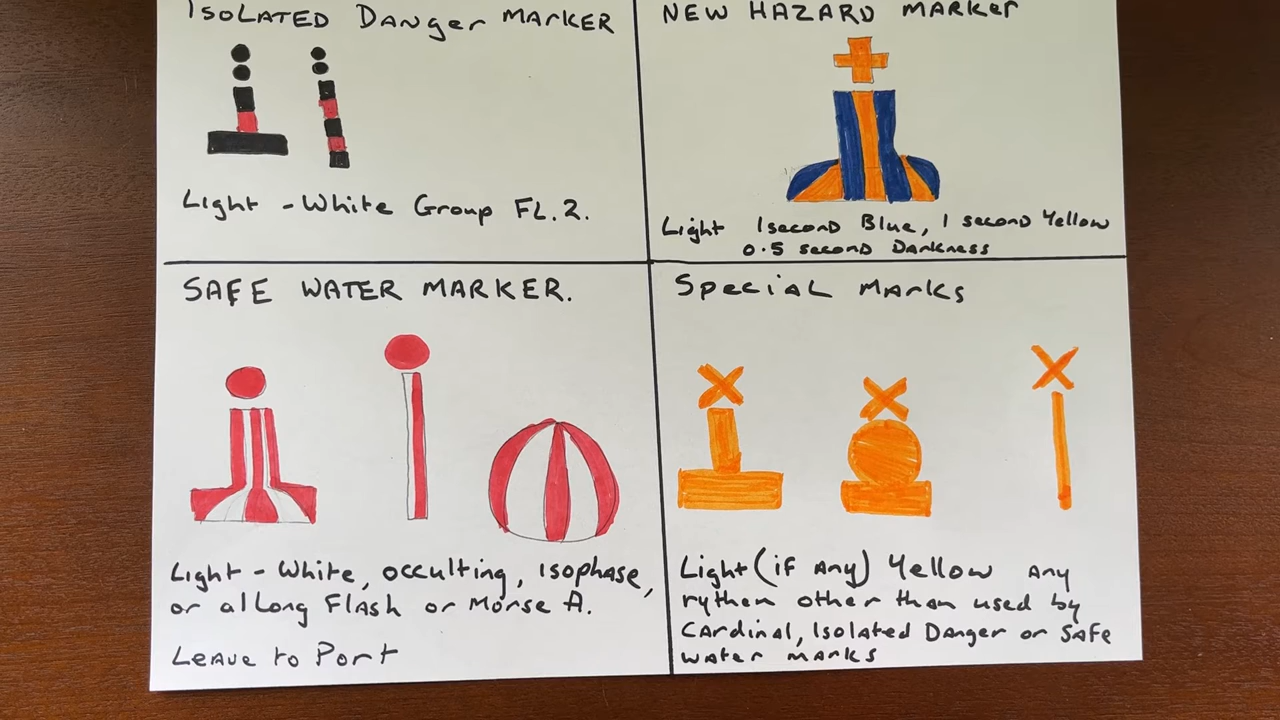 ISOLATED Danger MARKER
NEW HAZARD MARKER
Light - White Group FL.2.
Light 1second Blue, 1 second Yellow
0.5 second Darkness
SAFE WATER MARKER.
Special Marks
Light - White, occulting, isophase,
or a Long Flash or Morse A.
Leave to Port
Light (if any) Yellow any
rythem other than used by
Cardinal, Isolated Danger or Safe
water marks